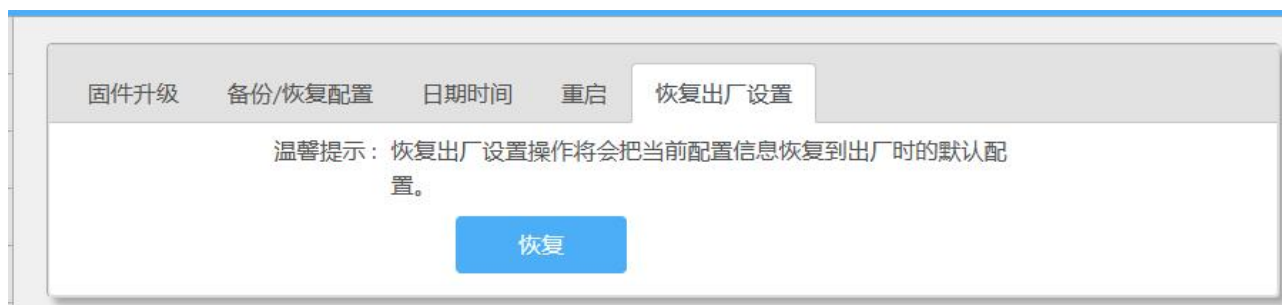 固件升级 备份/恢复配置 日期时间 重启 恢复出厂设置
温馨提示：恢复出厂设置操作将会把当前配置信息恢复到出厂时的默认配
置。
恢复